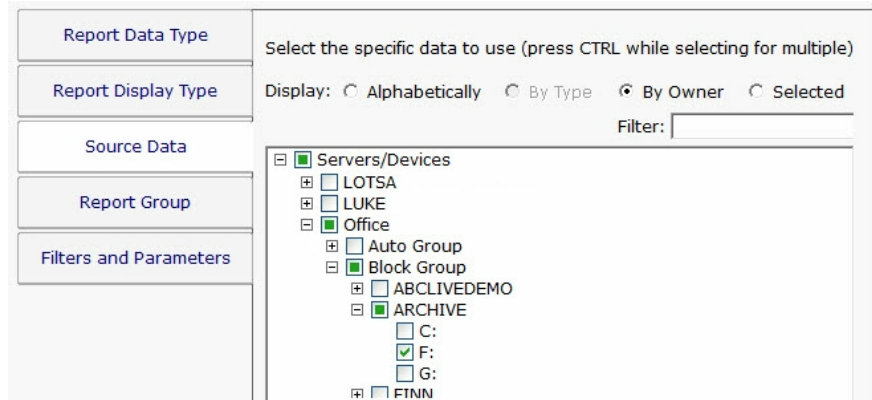 Report Data Type
Report Display Type
Source Data
Report Group
Filters and Parameters
Select the specific data to use (press CTRL while selecting for multiple)
Display: Alphabetically By Type By Owner Selected
Filter:
Servers/Devices
LOTSA
LUKE
Office
Auto Group
Block Group
ABCLIVEDEMO
ARCHIVE
C:
F:
G:
FINN